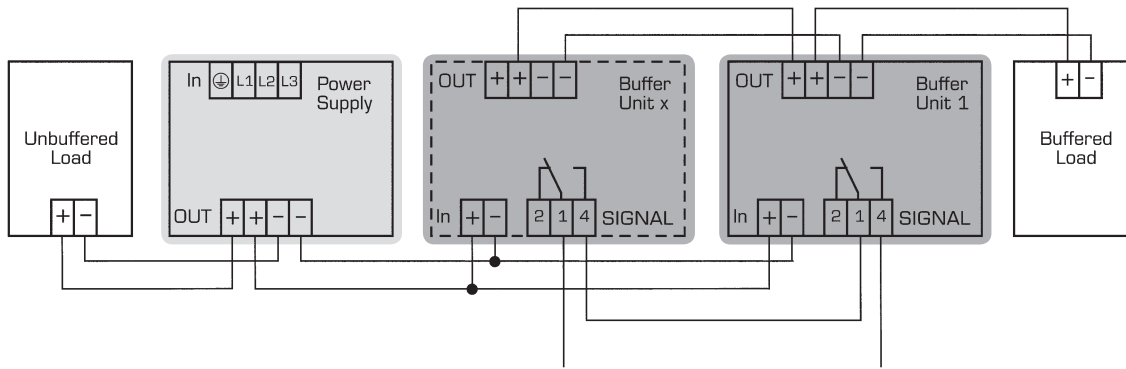 Unbuffered
Load
+ −
In ⏚ L1 L2 L3
Power
Supply
OUT + + − −
OUT + + − −
Buffer
Unit x
In + − 2 1 4 SIGNAL
OUT + + − −
Buffer
Unit 1
In + − 2 1 4 SIGNAL
+ −
Buffered
Load